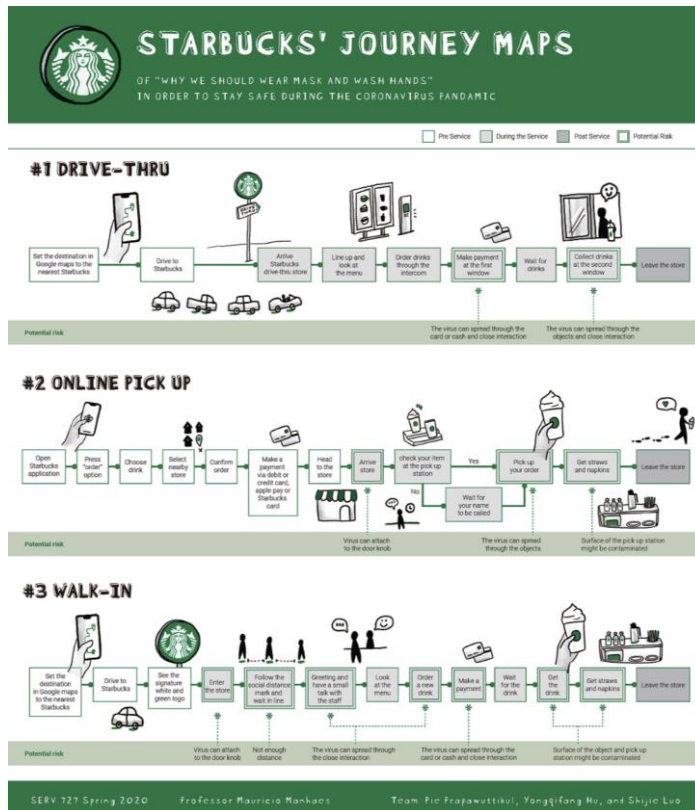 STARBUCKS' JOURNEY MAPS
OF "WHY WE SHOULD WEAR MASK AND WASH HANDS"
IN ORDER TO STAY SAFE DURING THE CORONAVIRUS PANDAMIC
Pre Service
During the Service
Post Service
Potential Risk
#1 DRIVE-THRU
Set the destination in
Google maps to the
nearest Starbucks
Drive to
Starbucks
Arrive
Starbucks
drive-thru store
Line up and
look at
the menu
Order drinks
through the
intercom
Make payment
at the first
window
Wait for
drinks
Collect drinks
at the second
window
Leave the store
Potential risk
The virus can spread through the
card or cash and close interaction
The virus can spread through the
objects and close interaction
#2 ONLINE PICK UP
Open
Starbucks
application
Press
"order"
option
Choose
drink
Select
nearby
store
Confirm
order
Make a
payment
via debit or
credit card,
apple pay or
Starbucks
card
Head
to the
store
Arrive
store
check your item
at the pick up
station
Yes
No
Wait for
your name
to be called
Pick up
your order
Get straws
and napkins
Leave the store
Potential risk
Virus can attach
to the door knob
The virus can spread
through the objects
Surface of the pick up station
might be contaminated
#3 WALK-IN
Set the
destination
in Google maps
to the nearest
Starbucks
Drive to
Starbucks
See the
signature
white and
green logo
Enter
the store
Follow the
social distance
mark and
wait in line
Greeting and
have a small
talk with
the staff
Look
at the
menu
Order
a new
drink
Make a
payment
Wait
for the
drink
Get
the
drink
Get straws
and napkins
Leave the store
Potential risk
Virus can attach
to the door knob
Not enough
distance
The virus can spread through
the close interaction
The virus can spread through the
card or cash and close interaction
Surface of the object and pick up
station might be contaminated
SERV 727 Spring 2020
Professor Mauricio Manhaes
Team: Pie Prapawuttikul, Yongqifang Hu, and Shijie Luo